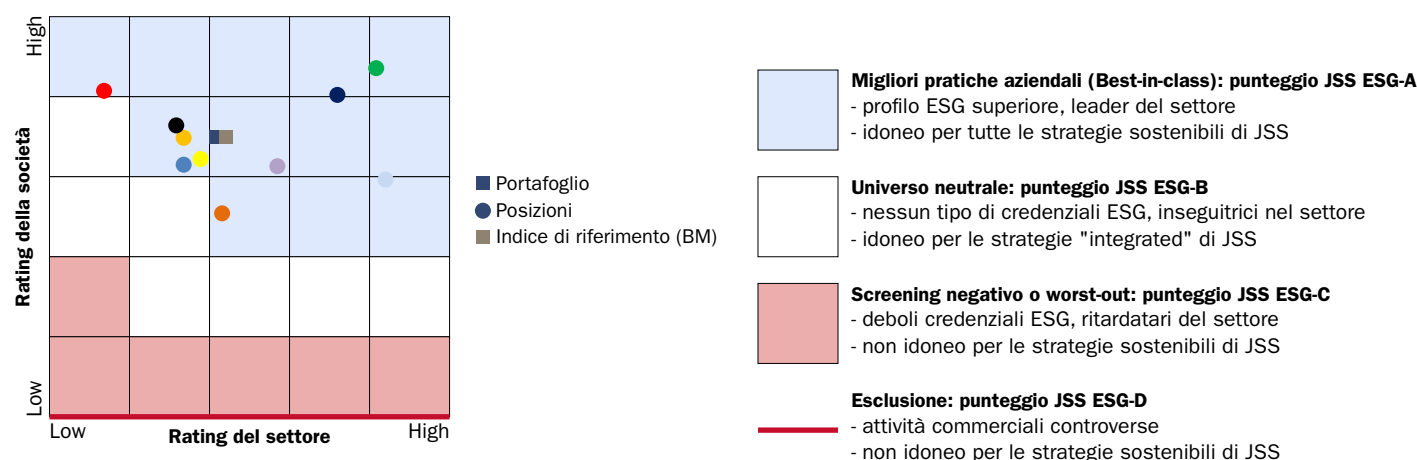 High
Rating della società
Low
Low
Rating del settore
High
Portafoglio
Posizioni
Indice di riferimento (BM)
Migliori pratiche aziendali (Best-in-class): punteggio JSS ESG-A
- profilo ESG superiore, leader del settore
- idoneo per tutte le strategie sostenibili di JSS
Universo neutrale: punteggio JSS ESG-B
- nessun tipo di credenziali ESG, inseguitrici nel settore
- idoneo per le strategie "integrated" di JSS
Screening negativo o worst-out: punteggio JSS ESG-C
- deboli credenziali ESG, ritardatari del settore
- non idoneo per le strategie sostenibili di JSS
Esclusione: punteggio JSS ESG-D
- attività commerciali controverse
- non idoneo per le strategie sostenibili di JSS